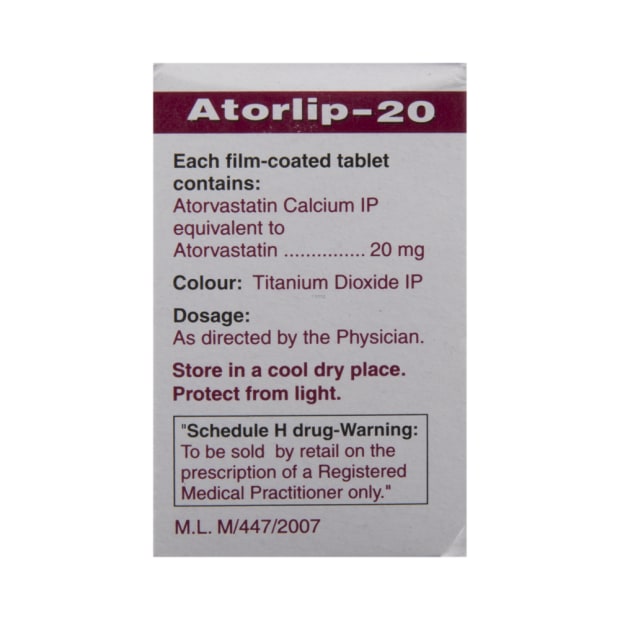 Atorlip-20
Each film-coated tablet
contains:
Atorvastatin Calcium IP
equivalent to
Atorvastatin ............... 20 mg
Colour: Titanium Dioxide IP
Dosage:
As directed by the Physician.
Store in a cool dry place.
Protect from light.
"Schedule H drug-Warning:
To be sold by retail on the
prescription of a Registered
Medical Practitioner only."
M.L. M/447/2007